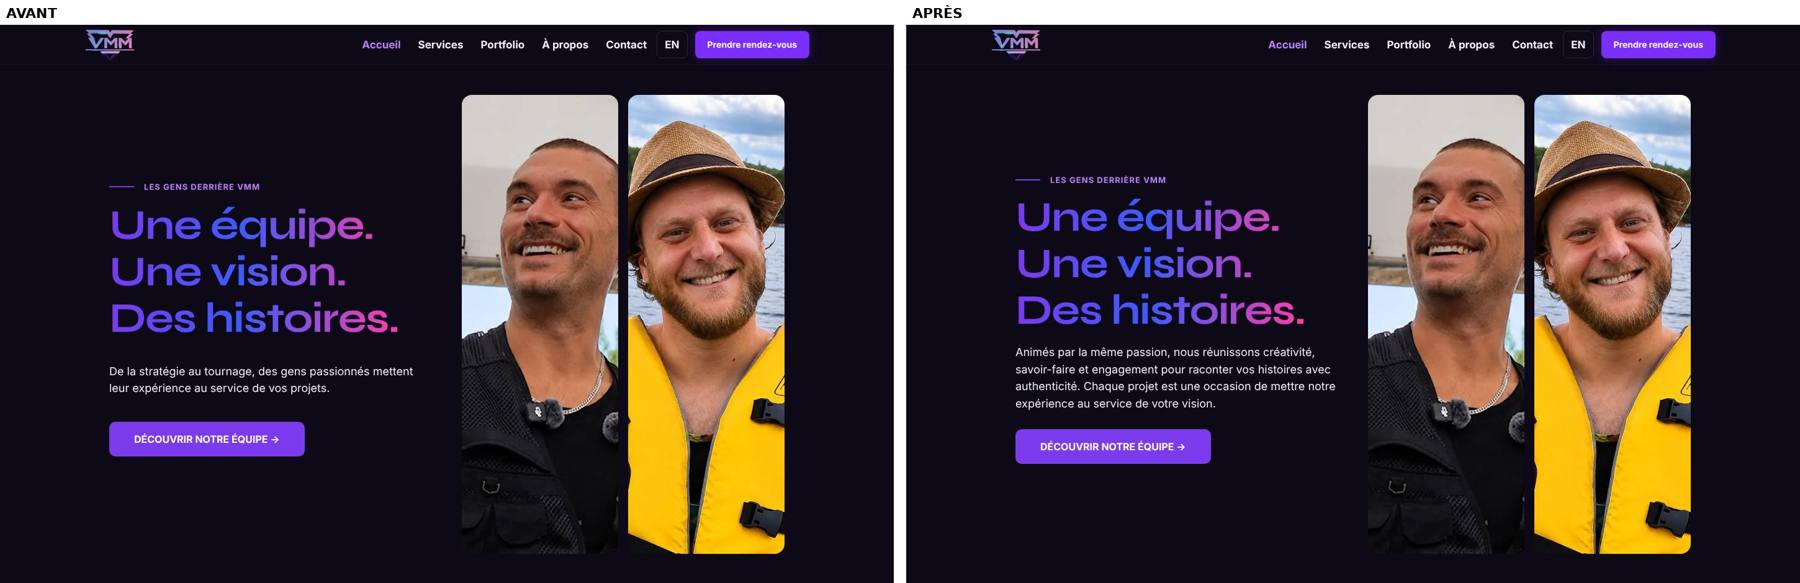 AVANT
VMM
Accueil Services Portfolio À propos Contact EN Prendre rendez-vous
LES GENS DERRIÈRE VMM
Une équipe.
Une vision.
Des histoires.
De la stratégie au tournage, des gens passionnés mettent
leur expérience au service de vos projets.
DÉCOUVRIR NOTRE ÉQUIPE →
APRÈS
VMM
Accueil Services Portfolio À propos Contact EN Prendre rendez-vous
LES GENS DERRIÈRE VMM
Une équipe.
Une vision.
Des histoires.
Animés par la même passion, nous réunissons créativité,
savoir-faire et engagement pour raconter vos histoires avec
authenticité. Chaque projet est une occasion de mettre notre
expérience au service de votre vision.
DÉCOUVRIR NOTRE ÉQUIPE →